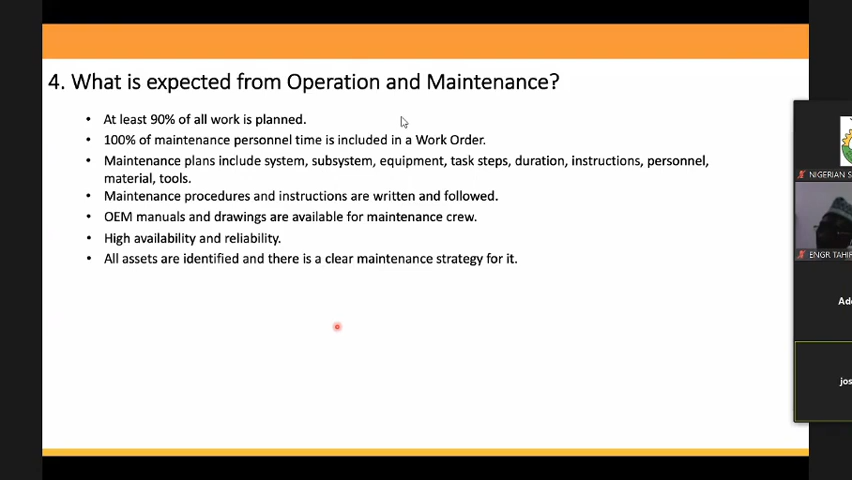 4. What is expected from Operation and Maintenance?
• At least 90% of all work is planned.
• 100% of maintenance personnel time is included in a Work Order.
• Maintenance plans include system, subsystem, equipment, task steps, duration, instructions, personnel,
material, tools.
• Maintenance procedures and instructions are written and followed.
• OEM manuals and drawings are available for maintenance crew.
• High availability and reliability.
• All assets are identified and there is a clear maintenance strategy for it.
NIGERIAN S
ENGR TAHIR
Ade
jos